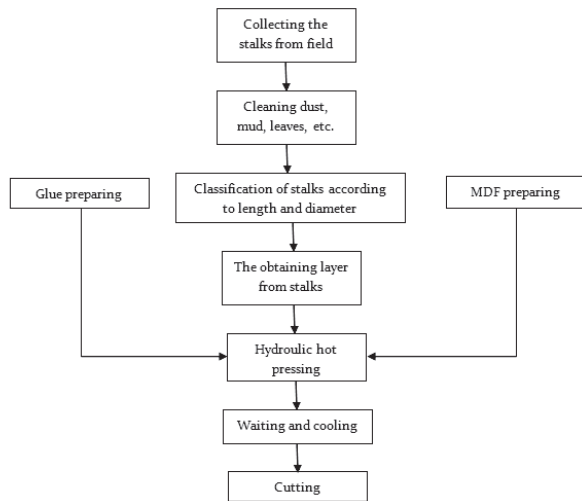 Collecting the
stalks from field
Cleaning dust,
mud, leaves, etc.
Glue preparing
Classification of stalks according
to length and diameter
MDF preparing
The obtaining layer
from stalks
Hydroulic hot
pressing
Waiting and cooling
Cutting